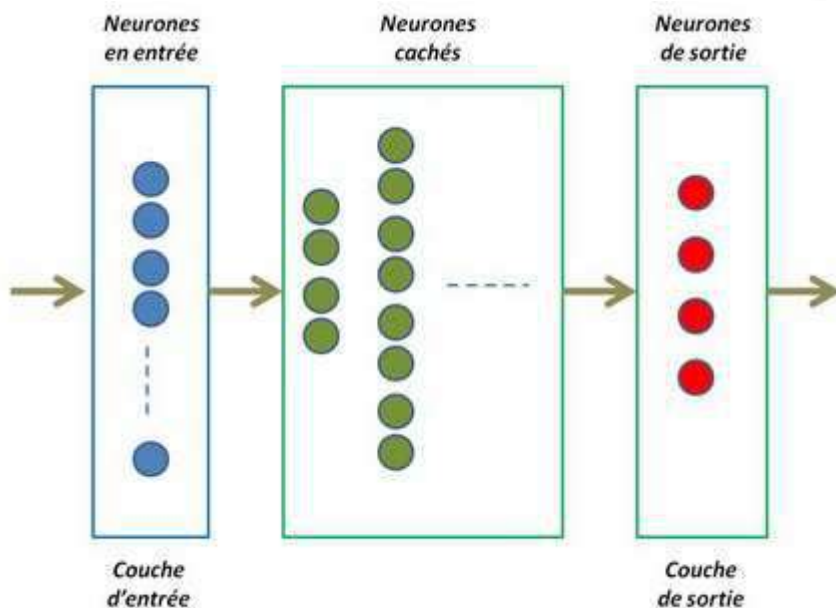 Neurones
en entrée
Neurones
cachés
Neurones
de sortie
Couche
d'entrée
Couche
de sortie